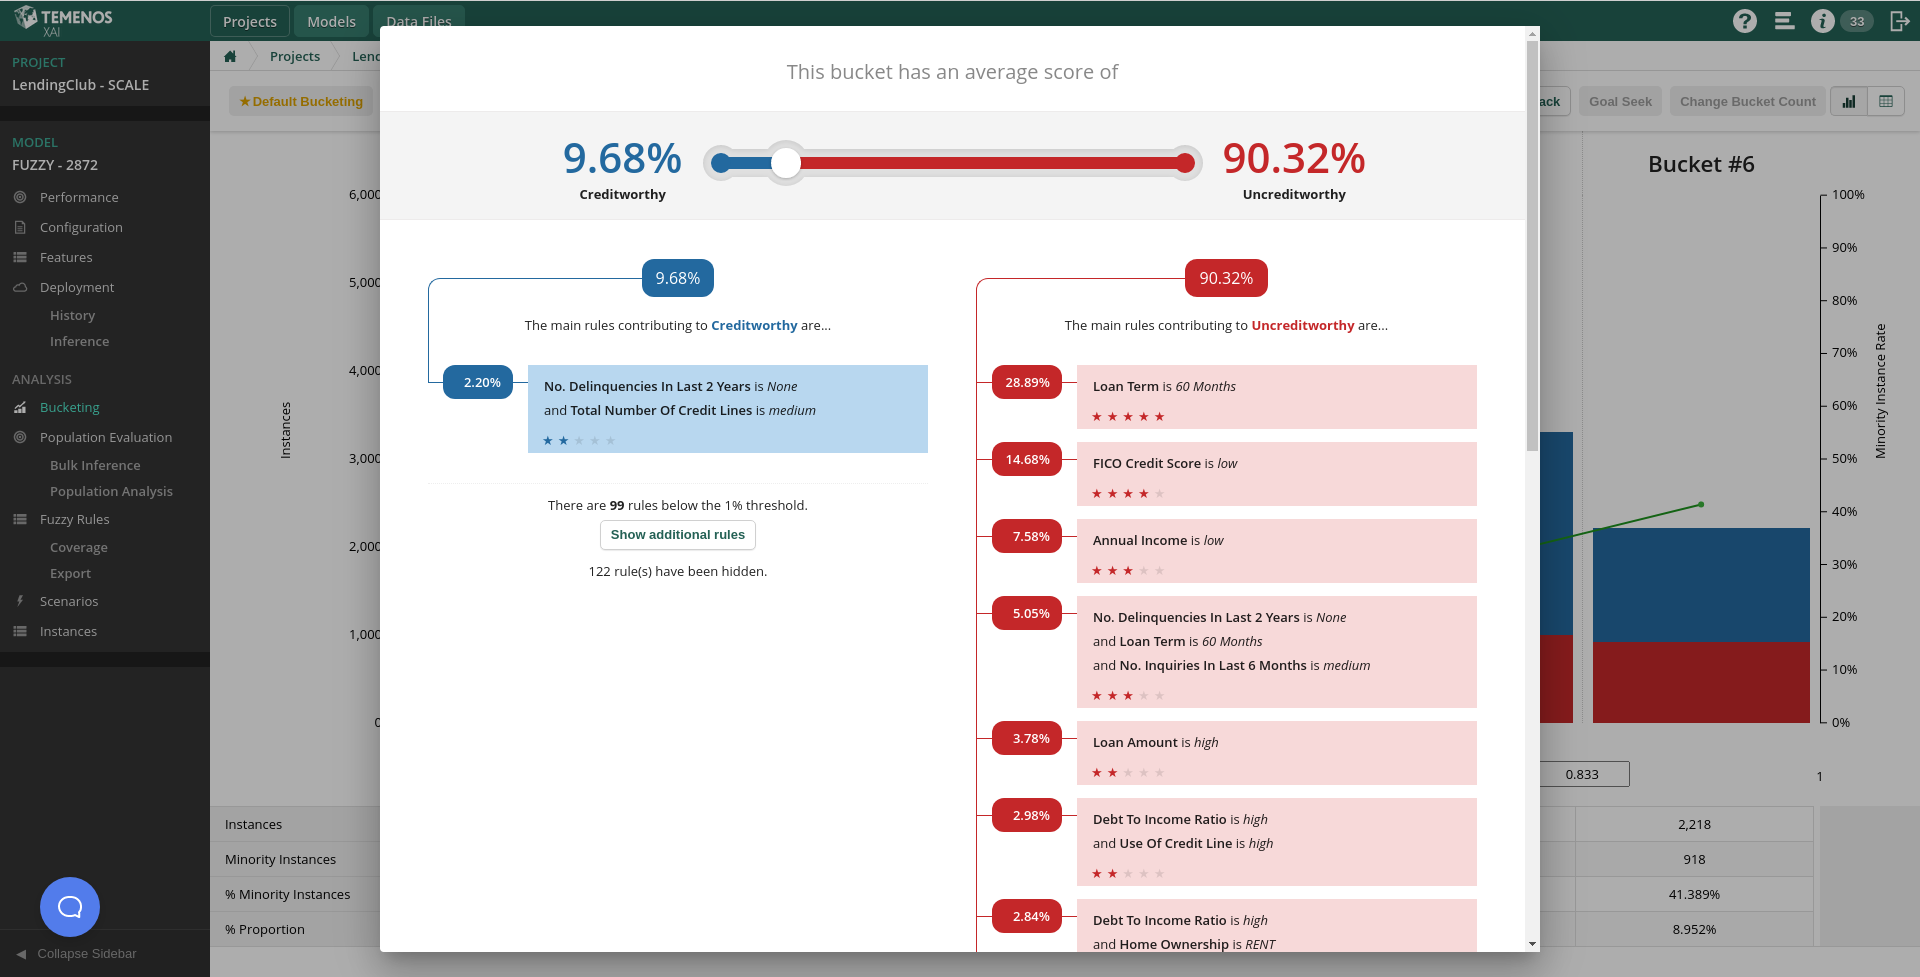 TEMENOS
XAI
Projects
Models
Data Files
33
PROJECT
LendingClub - SCALE
Projects
Lenc
★ Default Bucketing
ack
Goal Seek
Change Bucket Count
MODEL
FUZZY - 2872
Performance
Configuration
Features
Deployment
History
Inference
ANALYSIS
Bucketing
Population Evaluation
Bulk Inference
Population Analysis
Fuzzy Rules
Coverage
Export
Scenarios
Instances
Collapse Sidebar
6,000
5,000
4,000
3,000
2,000
1,000
0
Instances
This bucket has an average score of
9.68%
Creditworthy
90.32%
Uncreditworthy
9.68%
The main rules contributing to Creditworthy are...
2.20%
No. Delinquencies In Last 2 Years is None
and Total Number Of Credit Lines is medium
There are 99 rules below the 1% threshold.
Show additional rules
122 rule(s) have been hidden.
90.32%
The main rules contributing to Uncreditworthy are...
28.89%
Loan Term is 60 Months
14.68%
FICO Credit Score is low
7.58%
Annual Income is low
5.05%
No. Delinquencies In Last 2 Years is None
and Loan Term is 60 Months
and No. Inquiries In Last 6 Months is medium
3.78%
Loan Amount is high
2.98%
Debt To Income Ratio is high
and Use Of Credit Line is high
2.84%
Debt To Income Ratio is high
and Home Ownership is RENT
Bucket #6
100%
90%
80%
70%
60%
50%
40%
30%
20%
10%
0%
Minority Instance Rate
0.833
1
Instances
2,218
Minority Instances
918
% Minority Instances
41.389%
% Proportion
8.952%